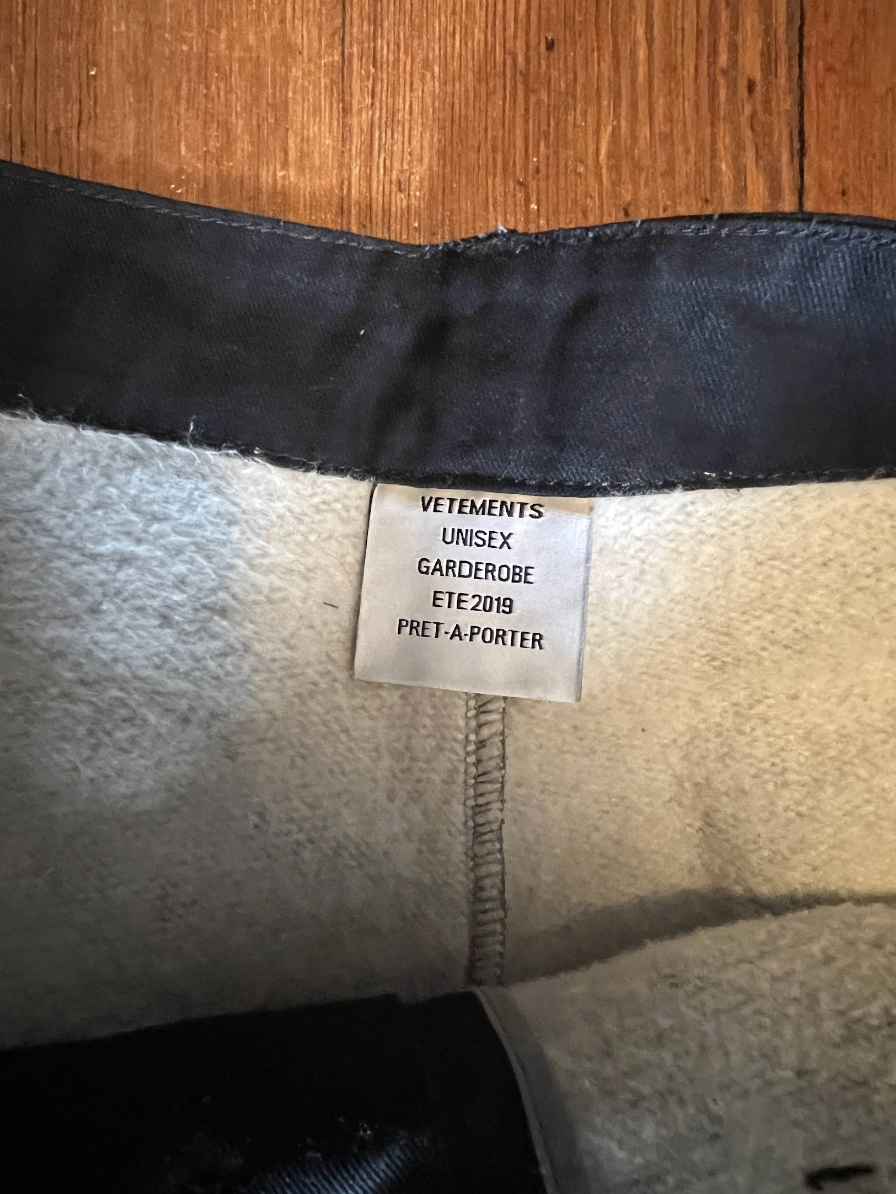 VETEMENTS
UNISEX
GARDEROBE
ETE2019
PRET-A-PORTER